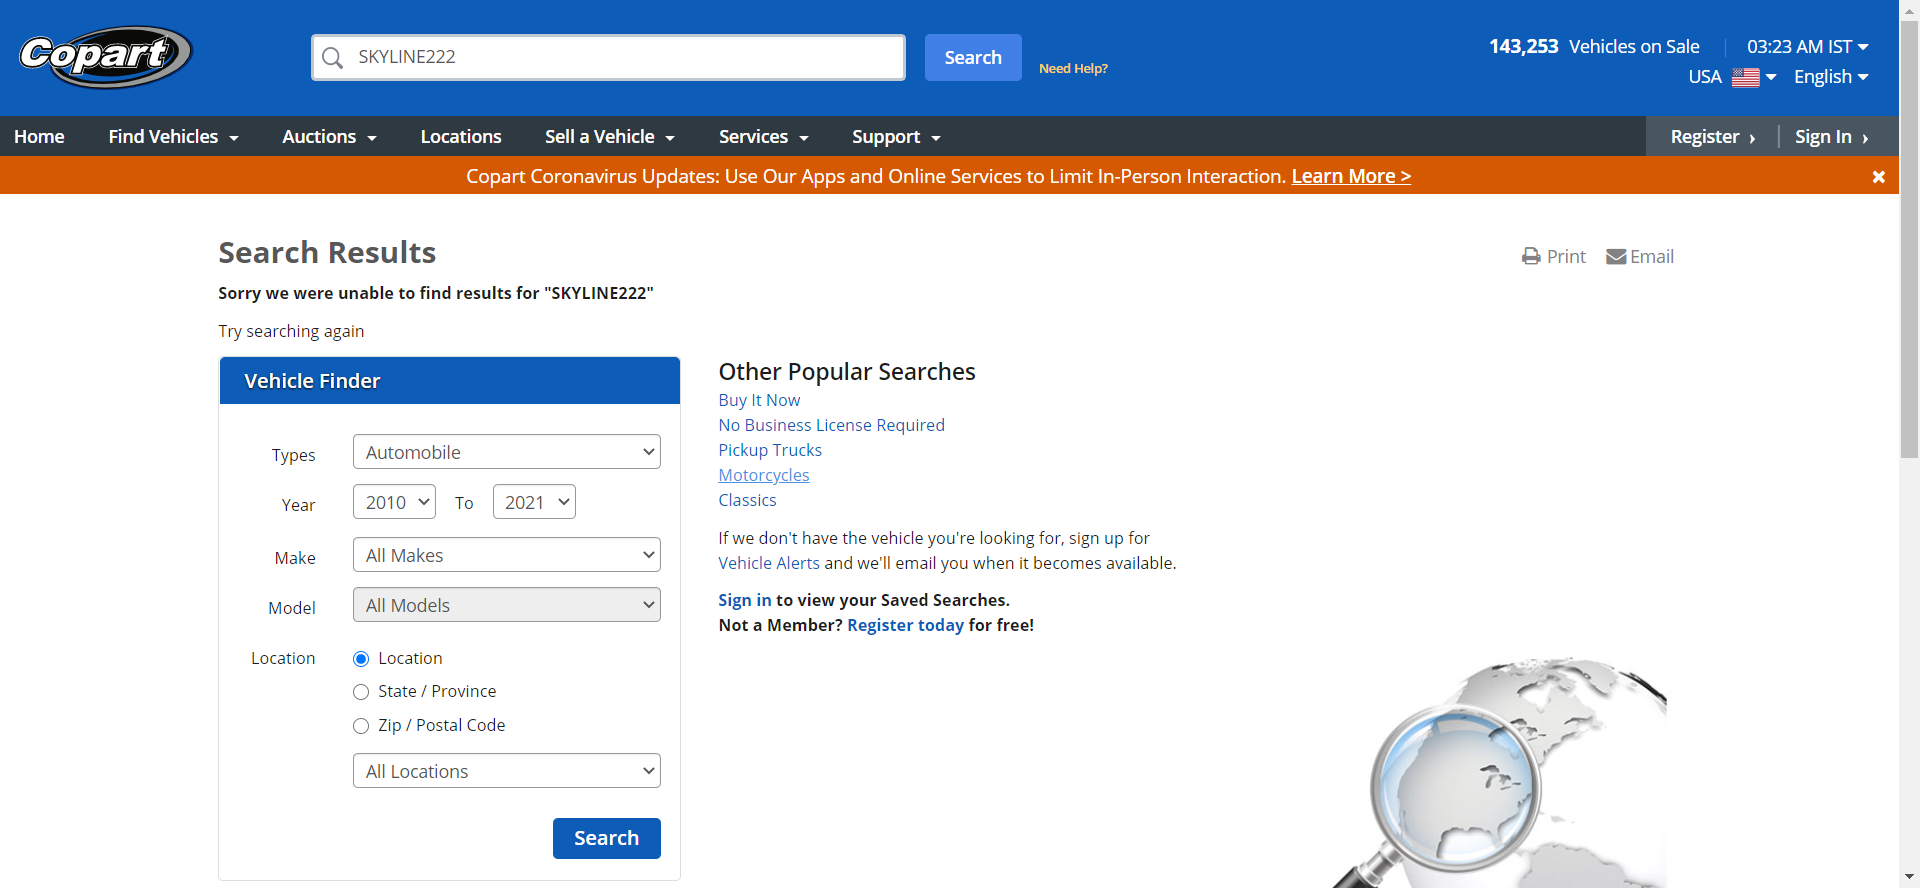 Copart
SKYLINE222
Search
Need Help?
143,253 Vehicles on Sale
03:23 AM IST
USA
English
Home
Find Vehicles
Auctions
Locations
Sell a Vehicle
Services
Support
Register ›
Sign In ›
Copart Coronavirus Updates: Use Our Apps and Online Services to Limit In-Person Interaction. Learn More >
×
Search Results
Print
Email
Sorry we were unable to find results for "SKYLINE222"
Try searching again
Vehicle Finder
Types
Automobile
Year
2010
To
2021
Make
All Makes
Model
All Models
Location
Location
State / Province
Zip / Postal Code
All Locations
Search
Other Popular Searches
Buy It Now
No Business License Required
Pickup Trucks
Motorcycles
Classics
If we don't have the vehicle you're looking for, sign up for
Vehicle Alerts and we'll email you when it becomes available.
Sign in to view your Saved Searches.
Not a Member? Register today for free!